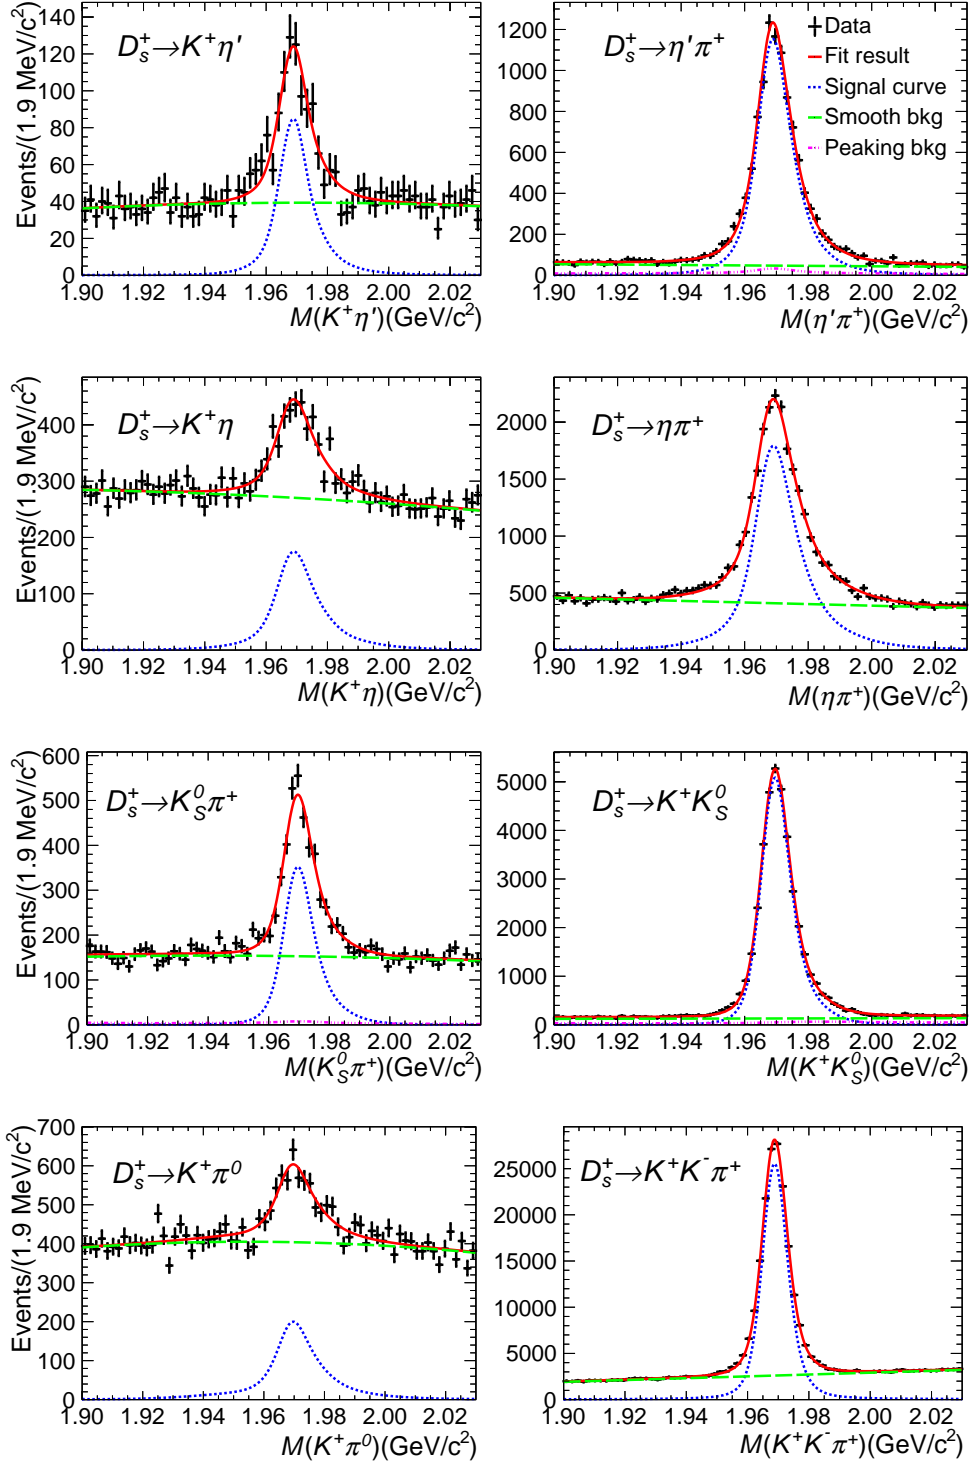 Events/(1.9 MeV/c²)
140
120
100
80
60
40
20
0
D_s^+→K^+η′
1.90 1.92 1.94 1.96 1.98 2.00 2.02
M(K^+η′)(GeV/c²)
1200
1000
800
600
400
200
0
D_s^+→η′π^+
Data
Fit result
Signal curve
Smooth bkg
Peaking bkg
1.90 1.92 1.94 1.96 1.98 2.00 2.02
M(η′π^+)(GeV/c²)
Events/(1.9 MeV/c²)
400
300
200
100
0
D_s^+→K^+η
1.90 1.92 1.94 1.96 1.98 2.00 2.02
M(K^+η)(GeV/c²)
2000
1500
1000
500
0
D_s^+→ηπ^+
1.90 1.92 1.94 1.96 1.98 2.00 2.02
M(ηπ^+)(GeV/c²)
Events/(1.9 MeV/c²)
600
500
400
300
200
100
0
D_s^+→K_S^0π^+
1.90 1.92 1.94 1.96 1.98 2.00 2.02
M(K_S^0π^+)(GeV/c²)
5000
4000
3000
2000
1000
0
D_s^+→K^+K_S^0
1.90 1.92 1.94 1.96 1.98 2.00 2.02
M(K^+K_S^0)(GeV/c²)
Events/(1.9 MeV/c²)
700
600
500
400
300
200
100
0
D_s^+→K^+π^0
1.90 1.92 1.94 1.96 1.98 2.00 2.02
M(K^+π^0)(GeV/c²)
25000
20000
15000
10000
5000
0
D_s^+→K^+K^-π^+
1.90 1.92 1.94 1.96 1.98 2.00 2.02
M(K^+K^-π^+)(GeV/c²)